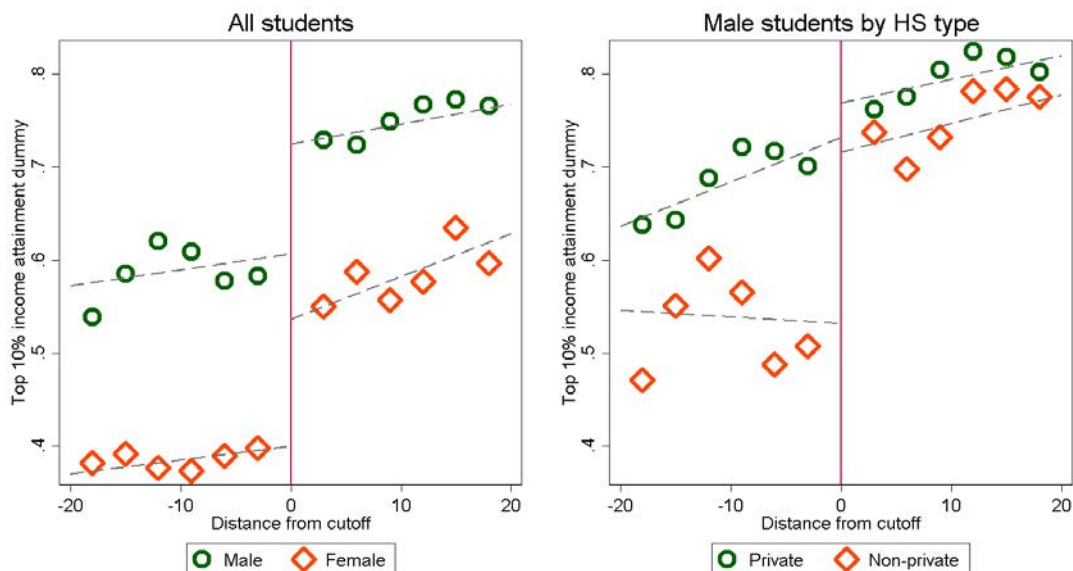 All students
Top 10% income attainment dummy
.8
.7
.6
.5
.4
-20 -10 0 10 20
Distance from cutoff
Male Female
Male students by HS type
Top 10% income attainment dummy
.8
.7
.6
.5
.4
-20 -10 0 10 20
Distance from cutoff
Private Non-private